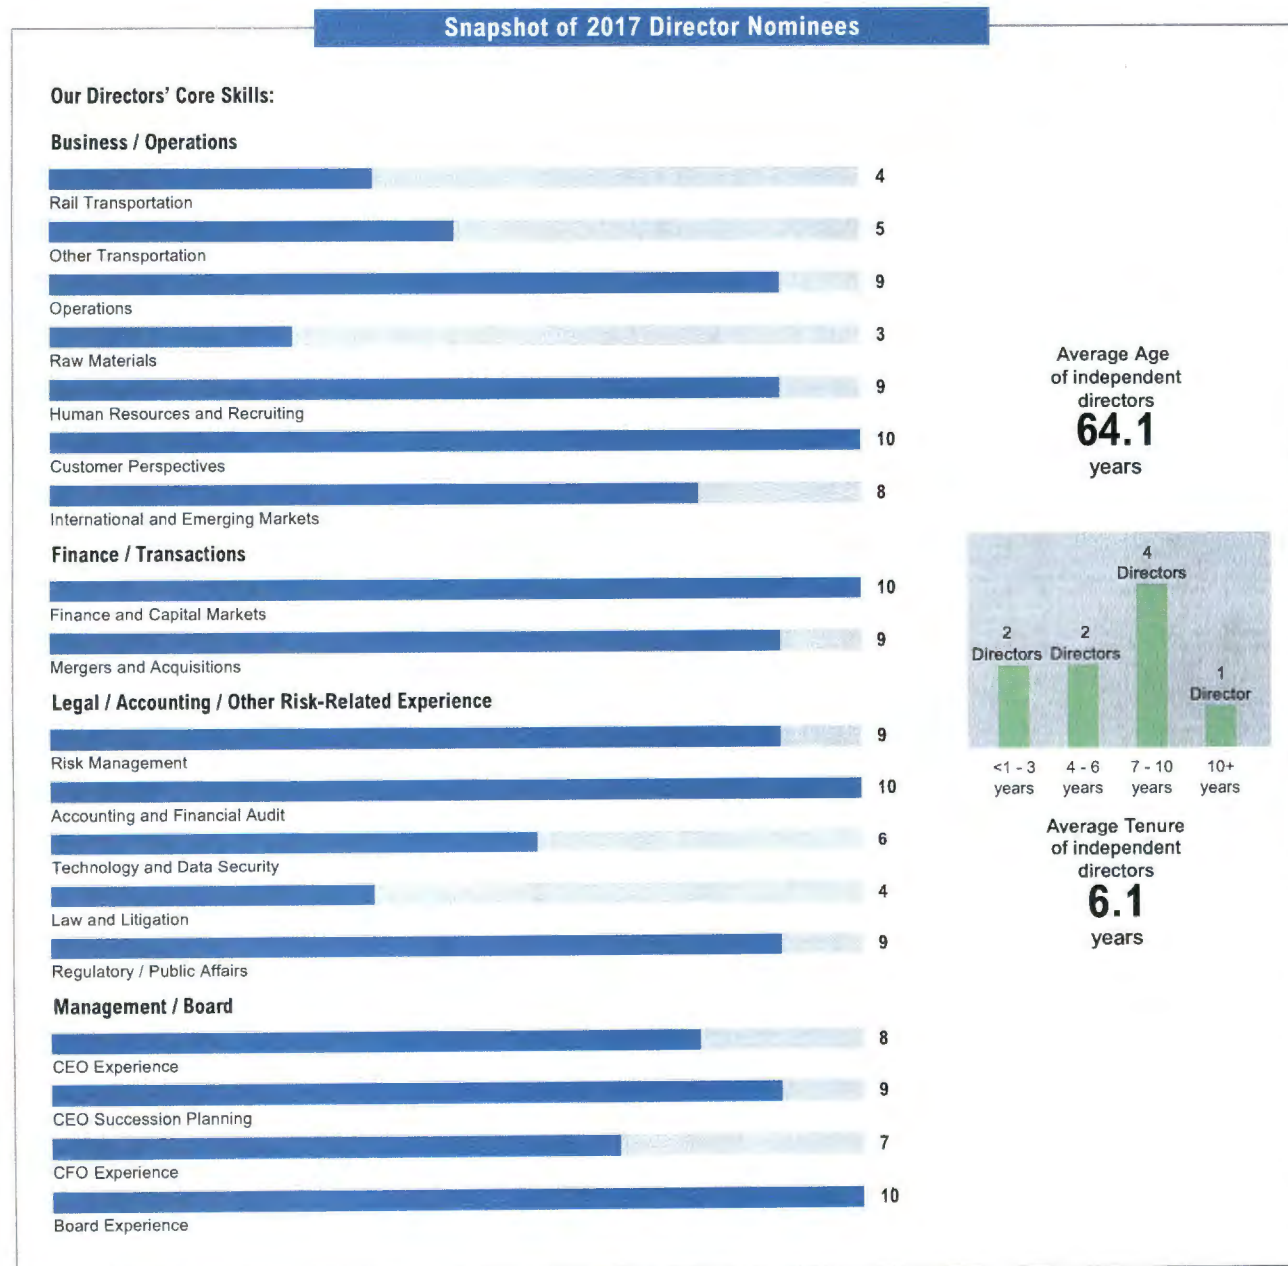 Snapshot of 2017 Director Nominees
Our Directors' Core Skills:
Business / Operations
4
Rail Transportation
5
Other Transportation
9
Operations
3
Raw Materials
9
Human Resources and Recruiting
10
Customer Perspectives
8
International and Emerging Markets
Finance / Transactions
10
Finance and Capital Markets
9
Mergers and Acquisitions
Legal / Accounting / Other Risk-Related Experience
9
Risk Management
10
Accounting and Financial Audit
6
Technology and Data Security
4
Law and Litigation
9
Regulatory / Public Affairs
Management / Board
8
CEO Experience
9
CEO Succession Planning
7
CFO Experience
10
Board Experience
Average Age
of independent
directors
64.1
years
4
Directors
2 2
Directors Directors
1
Director
<1 - 3 4 - 6 7 - 10 10+
years years years years
Average Tenure
of independent
directors
6.1
years